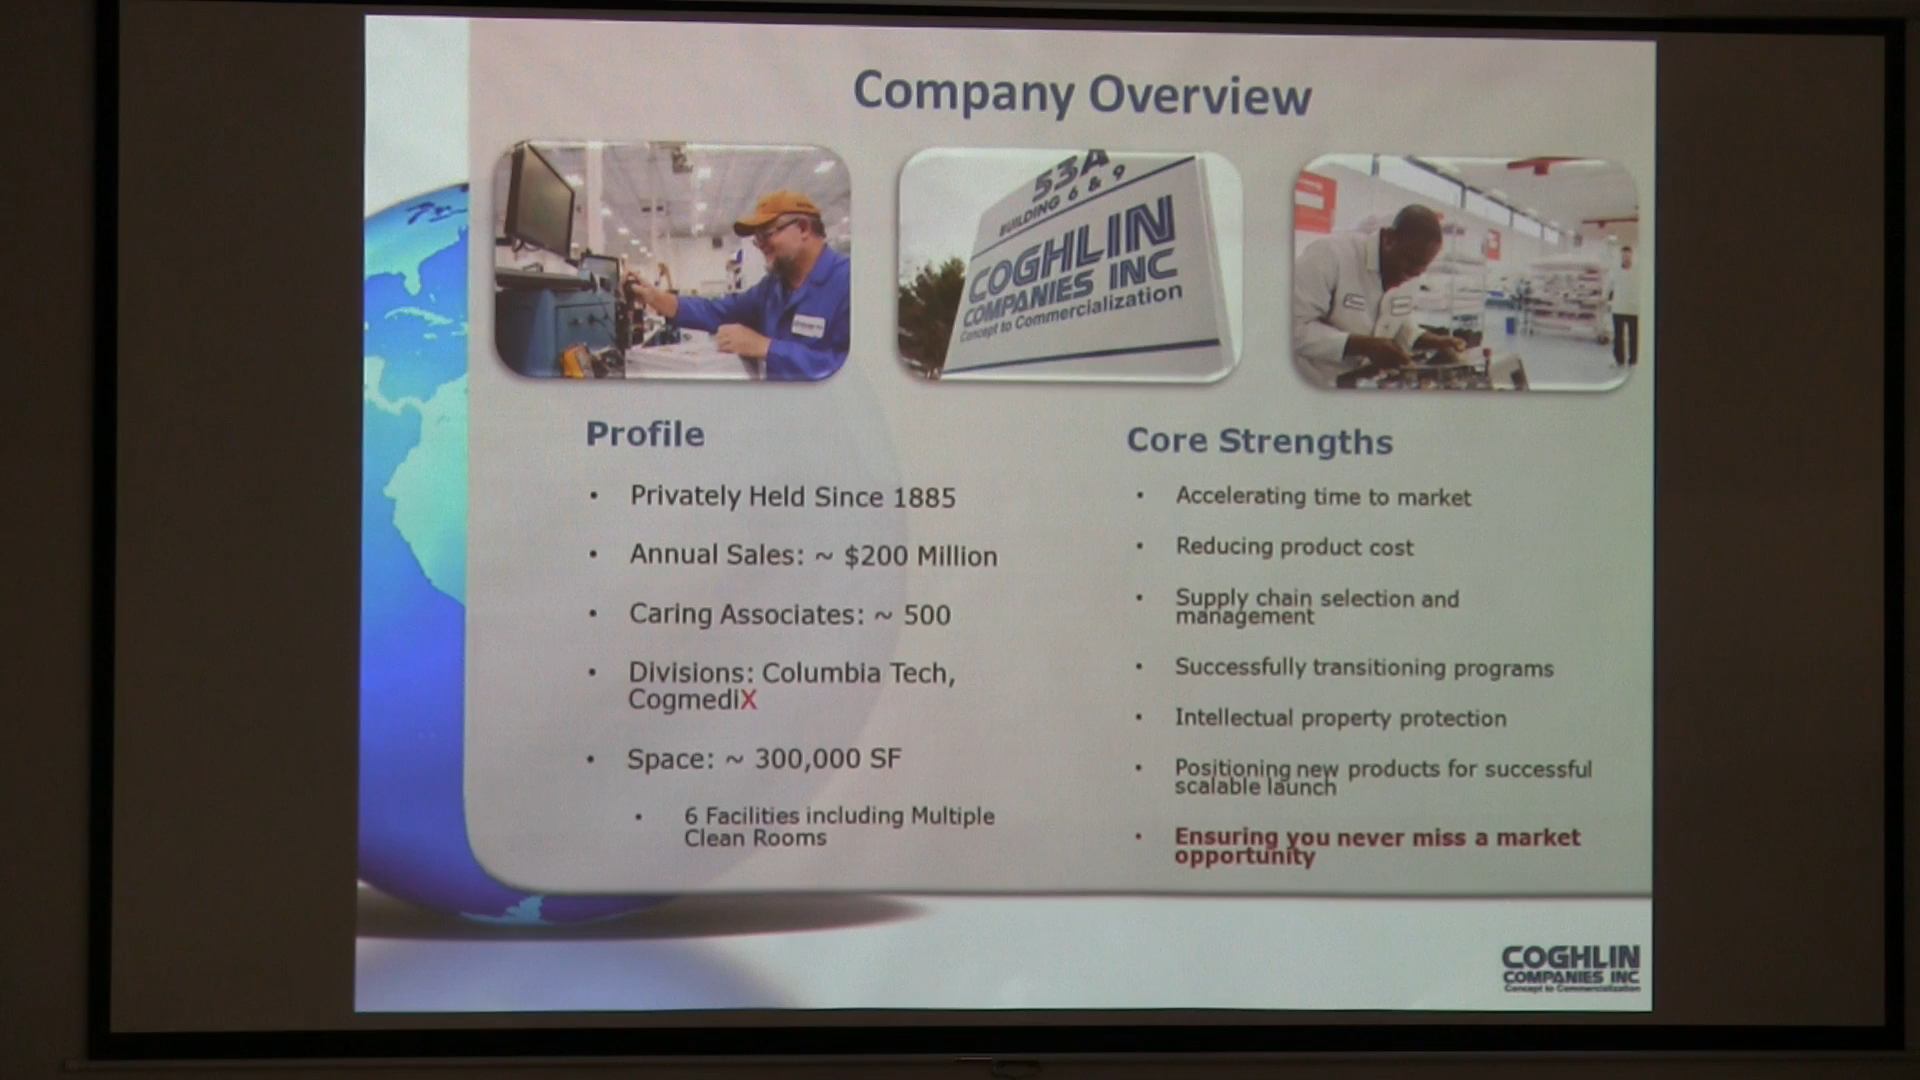 Company Overview
53A
BUILDING 6 & 9
COGHLIN
COMPANIES INC
Concept to Commercialization
Profile
• Privately Held Since 1885
• Annual Sales: ~ $200 Million
• Caring Associates: ~ 500
• Divisions: Columbia Tech,
CogmediX
• Space: ~ 300,000 SF
• 6 Facilities including Multiple
Clean Rooms
Core Strengths
• Accelerating time to market
• Reducing product cost
• Supply chain selection and
management
• Successfully transitioning programs
• Intellectual property protection
• Positioning new products for successful
scalable launch
• Ensuring you never miss a market
opportunity
COGHLIN
COMPANIES INC
Concept to Commercialization